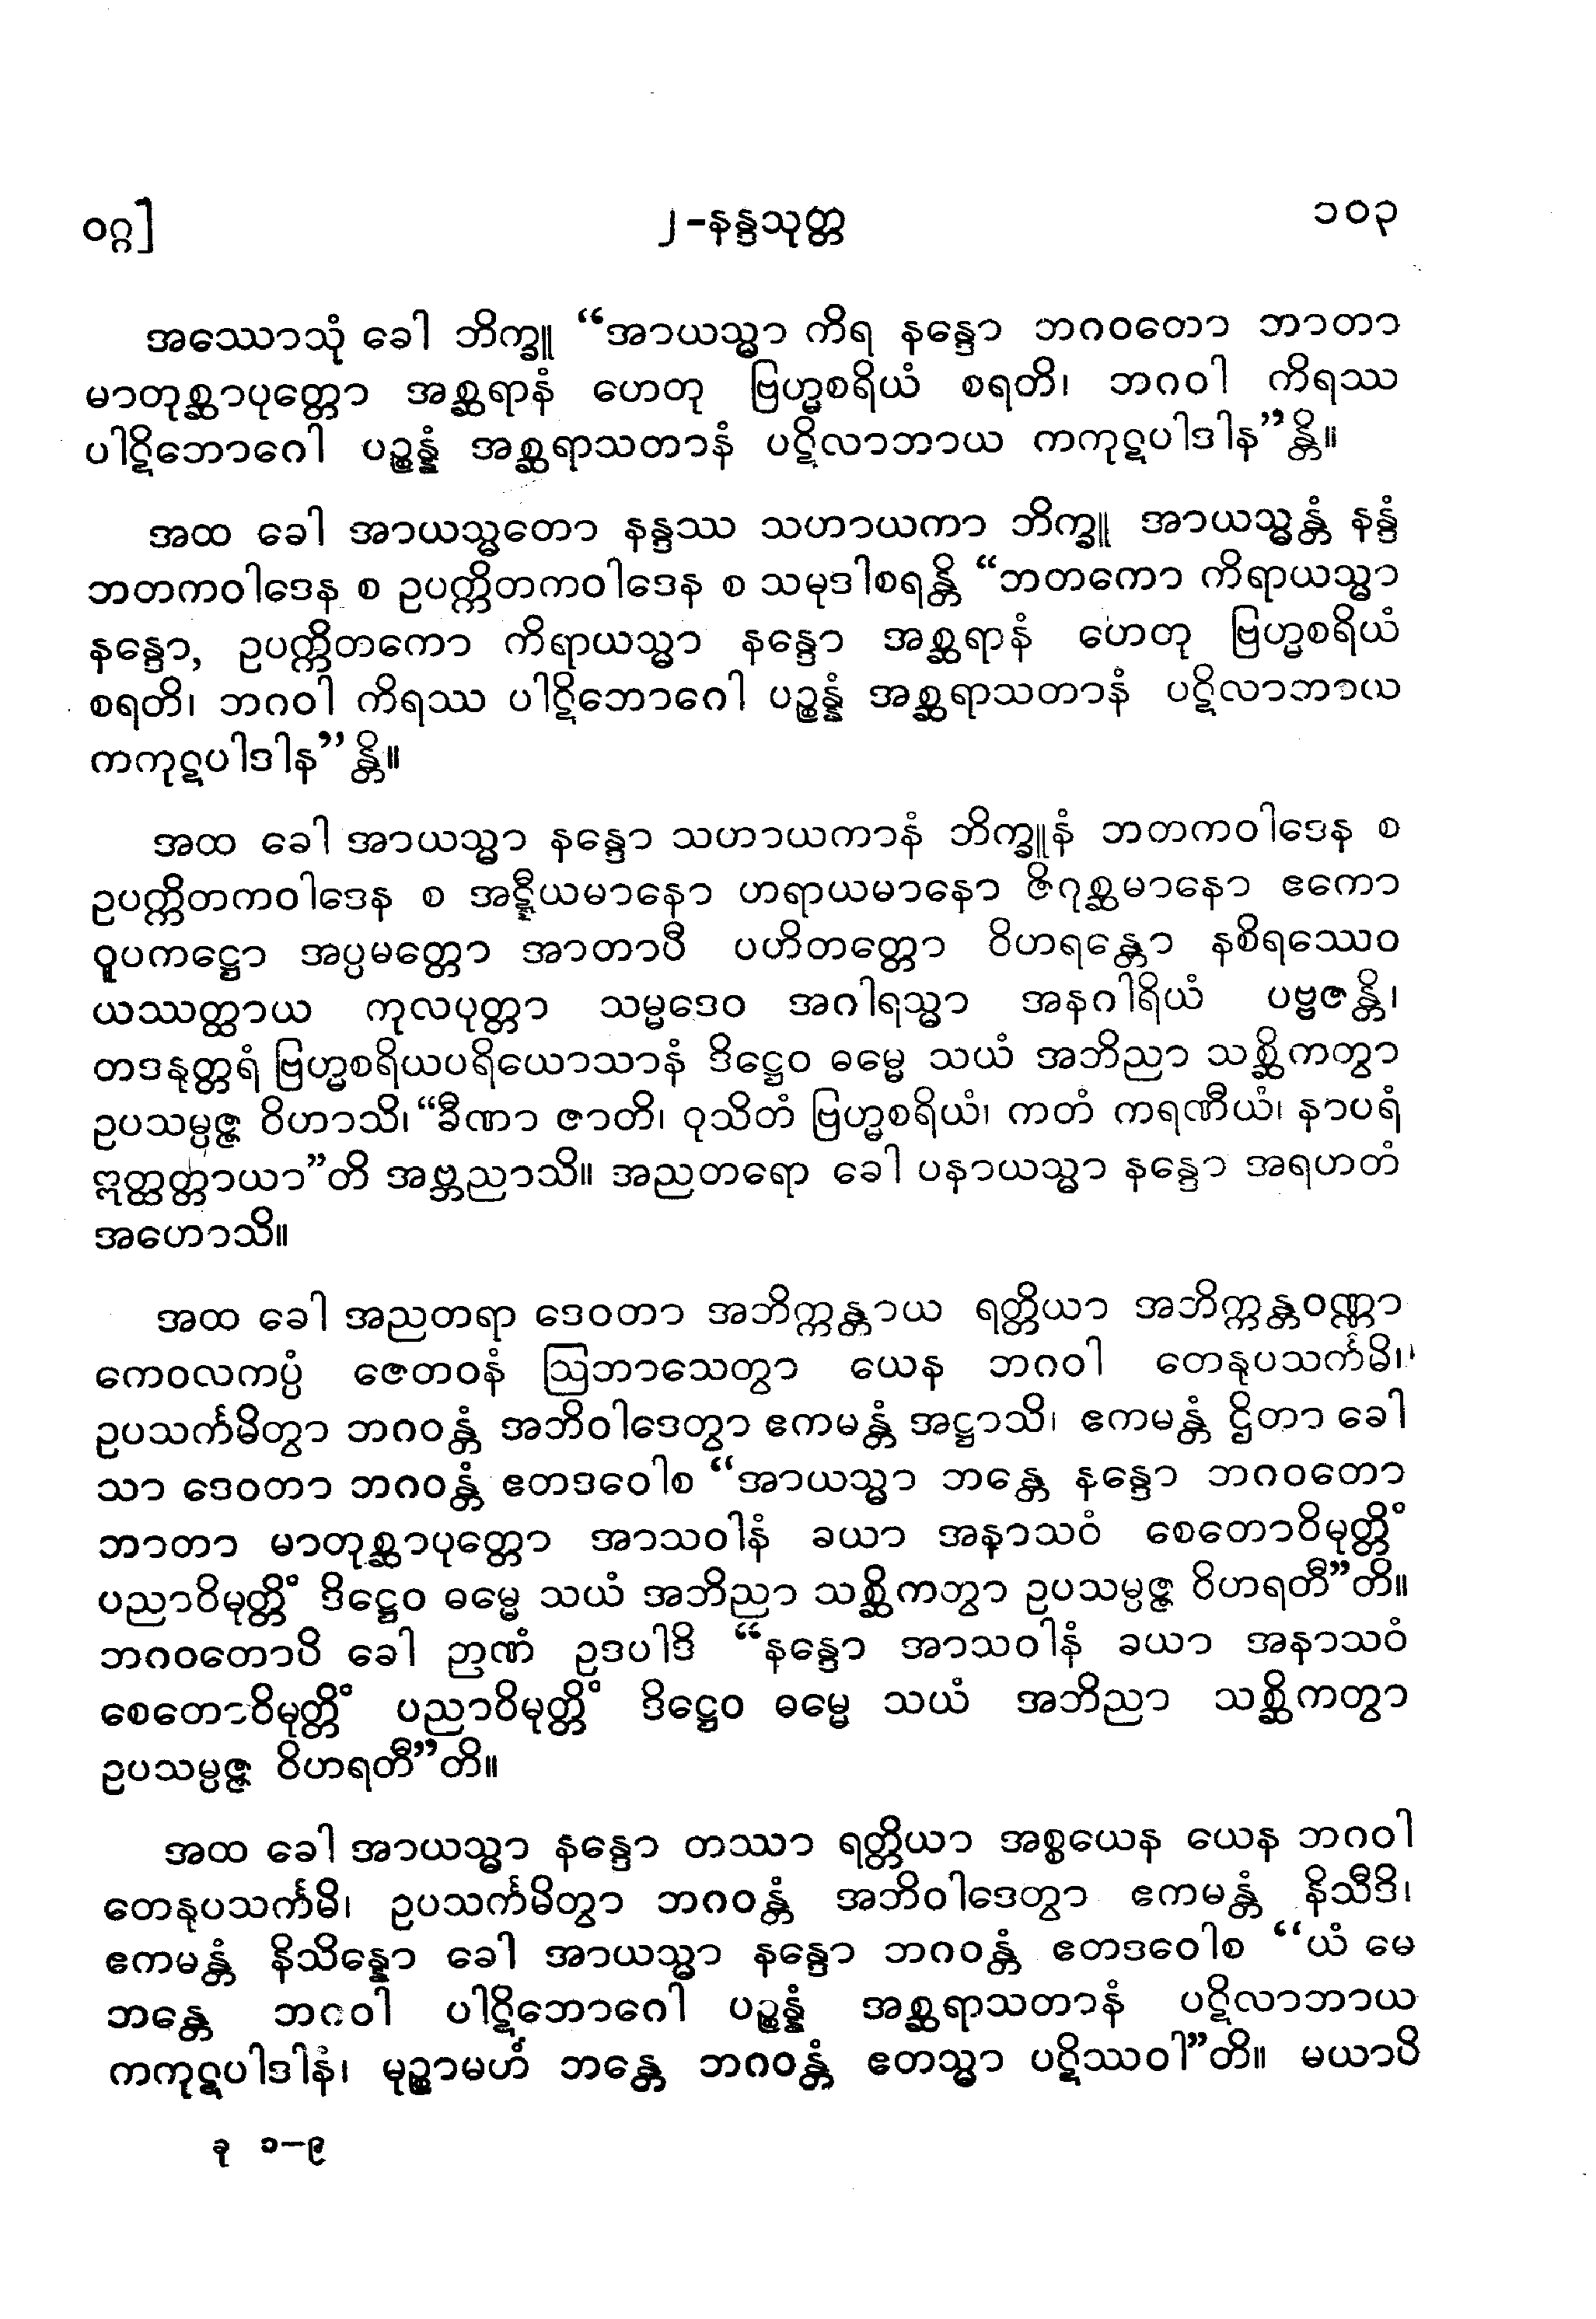 ဝဂ္ဂ]
၂-နန္ဒသုတ္တ
၁၀၃
အဿောသုံ ခေါ ဘိက္ခူ “အာယသ္မာ ကိရ နန္ဒော ဘဂဝတော ဘာတာ
မာတုစ္ဆာပုတ္တော အစ္ဆရာနံ ဟေတု ဗြဟ္မစရိယံ စရတိ၊ ဘဂဝါ ကိရဿ
ပါဋိဘောဂေါ ပဉ္စန္နံ အစ္ဆရာသတာနံ ပဋိလာဘာယ ကကုဋပါဒါန”န္တိ။
အထ ခေါ အာယသ္မတော နန္ဒဿ သဟာယကာ ဘိက္ခူ အာယသ္မန္တံ နန္ဒံ
ဘတကဝါဒေန စ ဥပက္ကိတကဝါဒေန စ သမုဒါစရန္တိ “ဘတကော ကိရာယသ္မာ
နန္ဒော, ဥပက္ကိတကော ကိရာယသ္မာ နန္ဒော အစ္ဆရာနံ ဟေတု ဗြဟ္မစရိယံ
စရတိ၊ ဘဂဝါ ကိရဿ ပါဋိဘောဂေါ ပဉ္စန္နံ အစ္ဆရာသတာနံ ပဋိလာဘာယ
ကကုဋပါဒါန”န္တိ။
အထ ခေါ အာယသ္မာ နန္ဒော သဟာယကာနံ ဘိက္ခူနံ ဘတကဝါဒေန စ
ဥပက္ကိတကဝါဒေန စ အဋ္ဋီယမာနော ဟရာယမာနော ဇိဂုစ္ဆမာနော ဧကော
ဝူပကဋ္ဌော အပ္ပမတ္တော အာတာပီ ပဟိတတ္တော ဝိဟရန္တော နစိရဿေဝ
ယဿတ္ထာယ ကုလပုတ္တာ သမ္မဒေဝ အဂါရသ္မာ အနဂါရိယံ ပဗ္ဗဇန္တိ၊
တဒနုတ္တရံ ဗြဟ္မစရိယပရိယောသာနံ ဒိဋ္ဌေဝ ဓမ္မေ သယံ အဘိညာ သစ္ဆိကတွာ
ဥပသမ္ပဇ္ဇ ဝိဟာသိ၊ “ခီဏာ ဇာတိ၊ ဝုသိတံ ဗြဟ္မစရိယံ၊ ကတံ ကရဏီယံ၊ နာပရံ
ဣတ္ထတ္တာယာ”တိ အဗ္ဘညာသိ။ အညတရော ခေါ ပနာယသ္မာ နန္ဒော အရဟတံ
အဟောသိ။
အထ ခေါ အညတရာ ဒေဝတာ အဘိက္ကန္တာယ ရတ္တိယာ အဘိက္ကန္တဝဏ္ဏာ
ကေဝလကပ္ပံ ဇေတဝနံ ဩဘာသေတွာ ယေန ဘဂဝါ တေနုပသင်္ကမိ၊
ဥပသင်္ကမိတွာ ဘဂဝန္တံ အဘိဝါဒေတွာ ဧကမန္တံ အဋ္ဌာသိ၊ ဧကမန္တံ ဌိတာ ခေါ
သာ ဒေဝတာ ဘဂဝန္တံ ဧတဒဝေါစ “အာယသ္မာ ဘန္တေ နန္ဒော ဘဂဝတော
ဘာတာ မာတုစ္ဆာပုတ္တော အာသဝါနံ ခယာ အနာသဝံ စေတောဝိမုတ္တိံ
ပညာဝိမုတ္တိံ ဒိဋ္ဌေဝ ဓမ္မေ သယံ အဘိညာ သစ္ဆိကတွာ ဥပသမ္ပဇ္ဇ ဝိဟရတီ”တိ။
ဘဂဝတောပိ ခေါ ဉာဏံ ဥဒပါဒိ “နန္ဒော အာသဝါနံ ခယာ အနာသဝံ
စေတောဝိမုတ္တိံ ပညာဝိမုတ္တိံ ဒိဋ္ဌေဝ ဓမ္မေ သယံ အဘိညာ သစ္ဆိကတွာ
ဥပသမ္ပဇ္ဇ ဝိဟရတီ”တိ။
အထ ခေါ အာယသ္မာ နန္ဒော တဿာ ရတ္တိယာ အစ္စယေန ယေန ဘဂဝါ
တေနုပသင်္ကမိ၊ ဥပသင်္ကမိတွာ ဘဂဝန္တံ အဘိဝါဒေတွာ ဧကမန္တံ နိသီဒိ၊
ဧကမန္တံ နိသိန္နော ခေါ အာယသ္မာ နန္ဒော ဘဂဝန္တံ ဧတဒဝေါစ “ယံ မေ
ဘန္တေ ဘဂဝါ ပါဋိဘောဂေါ ပဉ္စန္နံ အစ္ဆရာသတာနံ ပဋိလာဘာယ
ကကုဋပါဒါနံ၊ မုဉ္စာမဟံ ဘန္တေ ဘဂဝန္တံ ဧတသ္မာ ပဋိဿဝါ”တိ။ မယာပိ
ခု ၁-၉